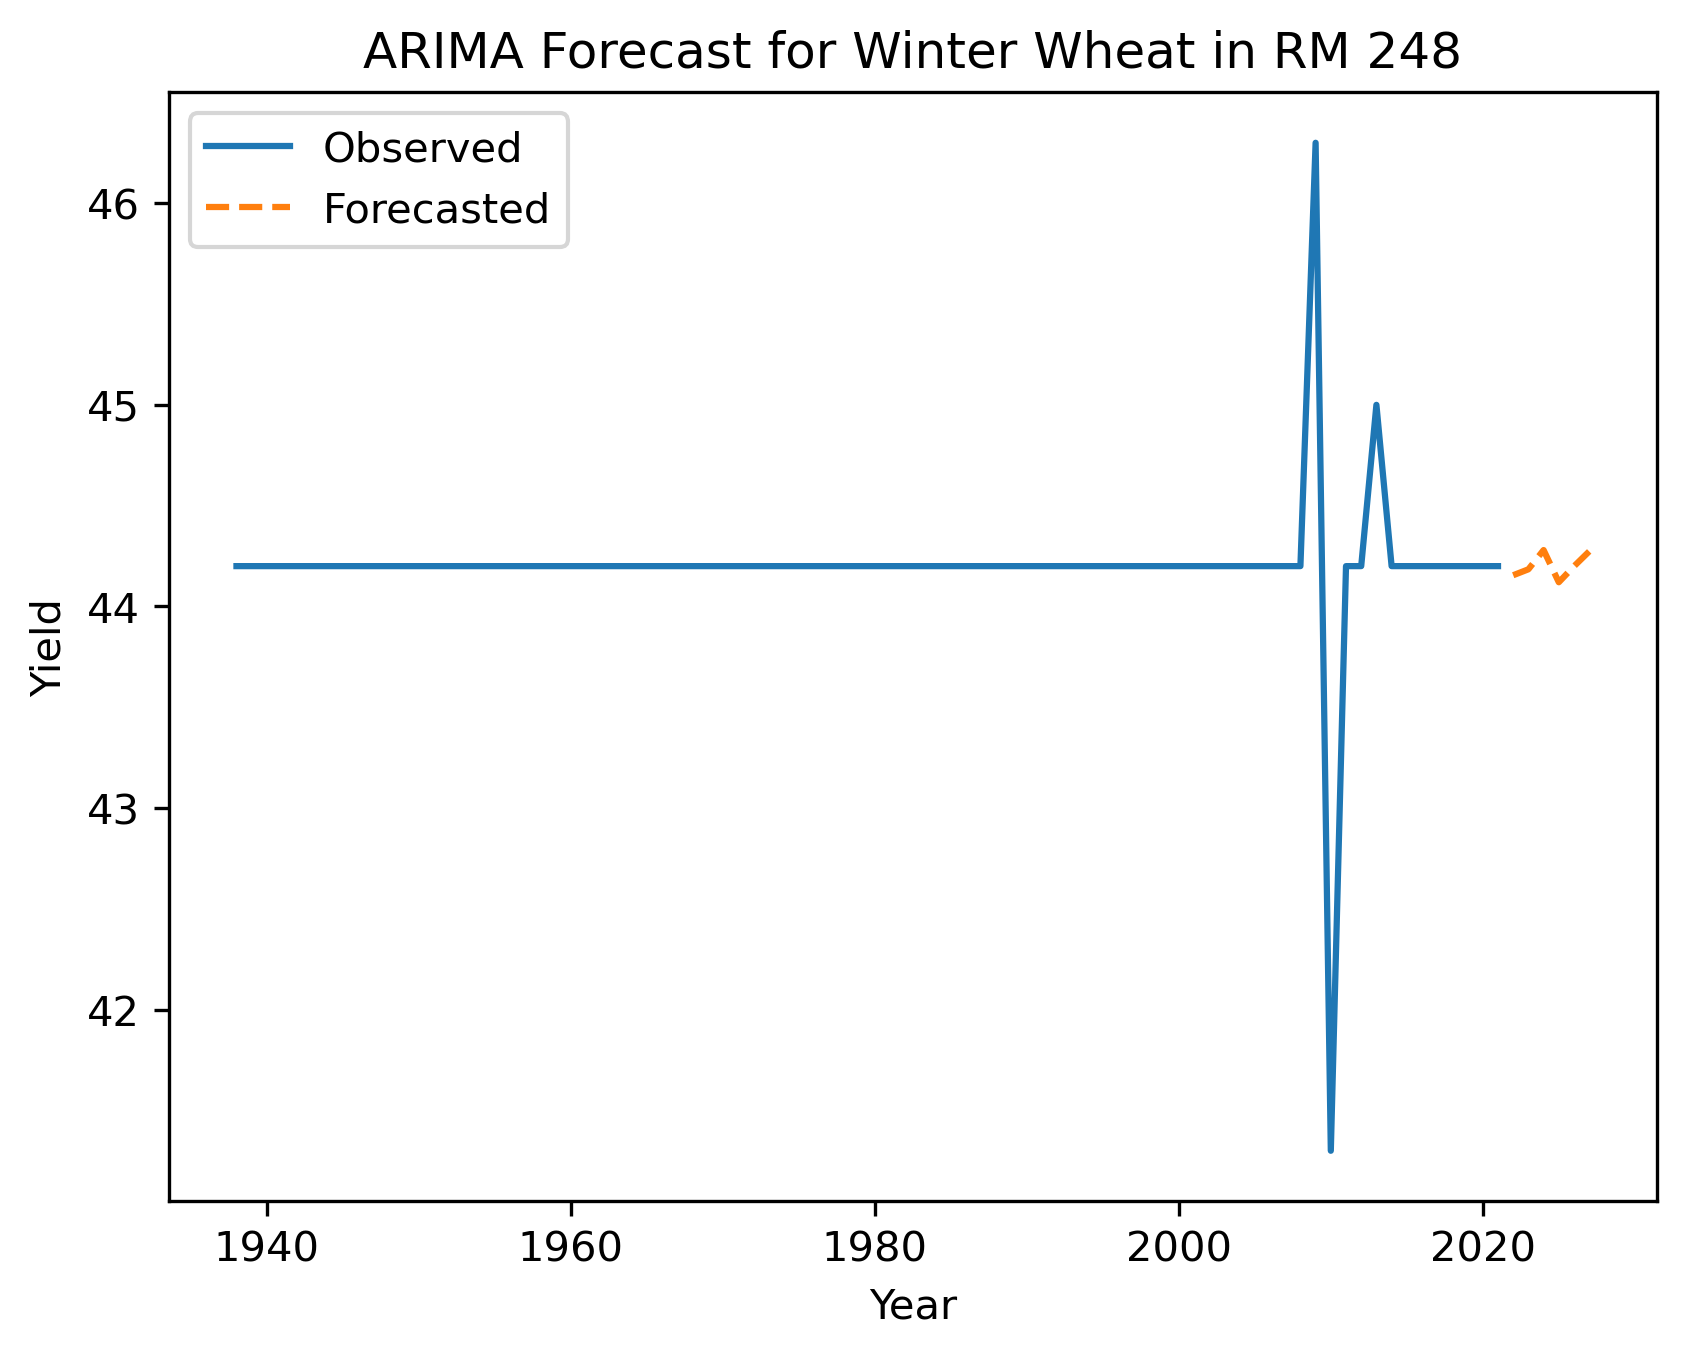 ARIMA Forecast for Winter Wheat in RM 248
Observed
Forecasted
46
45
44
43
42
Yield
1940 1960 1980 2000 2020
Year